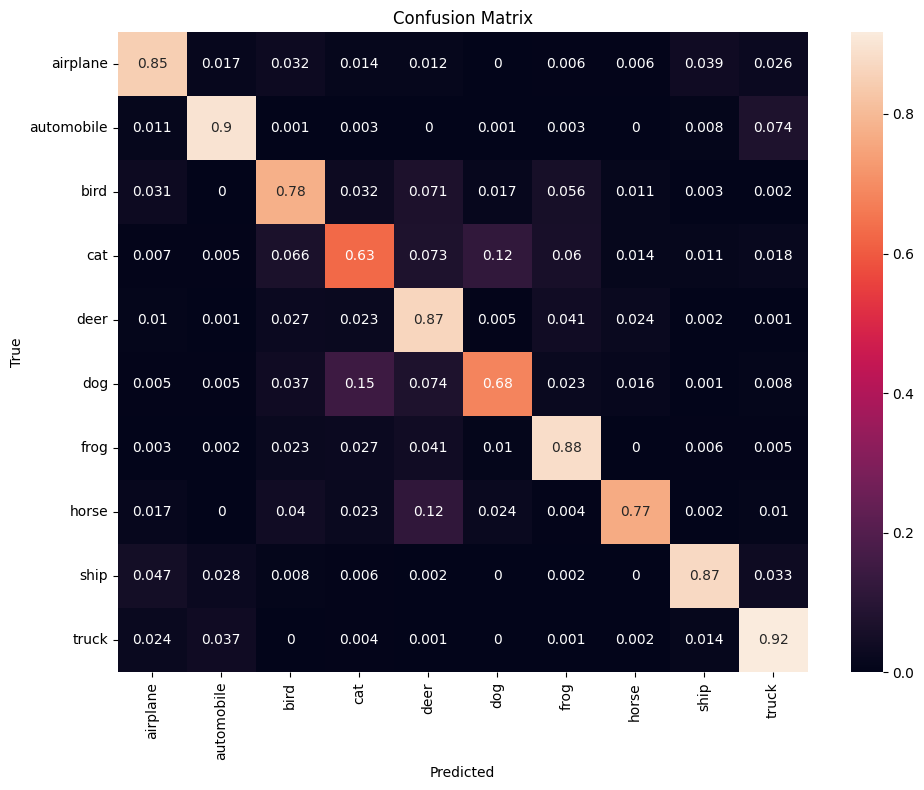 Confusion Matrix
airplane 0.85 0.017 0.032 0.014 0.012 0 0.006 0.006 0.039 0.026
automobile 0.011 0.9 0.001 0.003 0 0.001 0.003 0 0.008 0.074
bird 0.031 0 0.78 0.032 0.071 0.017 0.056 0.011 0.003 0.002
cat 0.007 0.005 0.066 0.63 0.073 0.12 0.06 0.014 0.011 0.018
deer 0.01 0.001 0.027 0.023 0.87 0.005 0.041 0.024 0.002 0.001
dog 0.005 0.005 0.037 0.15 0.074 0.68 0.023 0.016 0.001 0.008
frog 0.003 0.002 0.023 0.027 0.041 0.01 0.88 0 0.006 0.005
horse 0.017 0 0.04 0.023 0.12 0.024 0.004 0.77 0.002 0.01
ship 0.047 0.028 0.008 0.006 0.002 0 0.002 0 0.87 0.033
truck 0.024 0.037 0 0.004 0.001 0 0.001 0.002 0.014 0.92
True
airplane automobile bird cat deer dog frog horse ship truck
Predicted
0.8
0.6
0.4
0.2
0.0